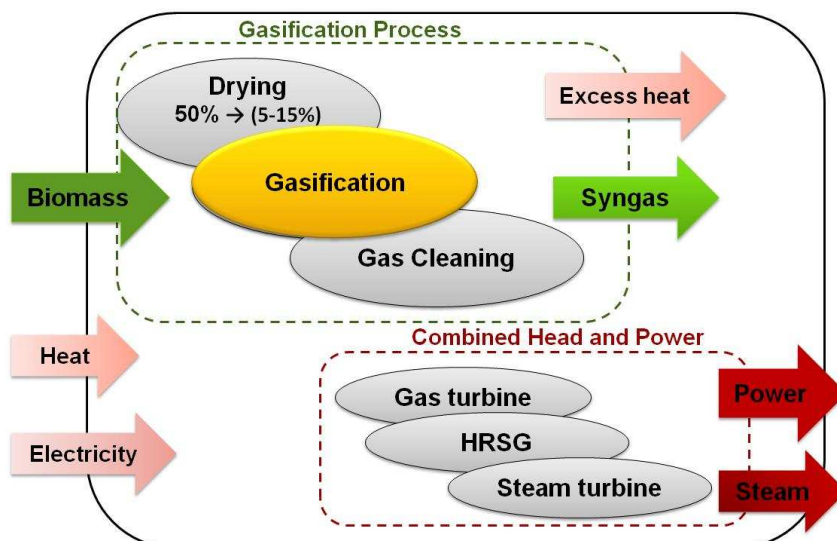 Gasification Process
Drying
50% → (5-15%)
Excess heat
Gasification
Biomass
Syngas
Gas Cleaning
Combined Head and Power
Heat
Gas turbine
Power
HRSG
Electricity
Steam turbine
Steam